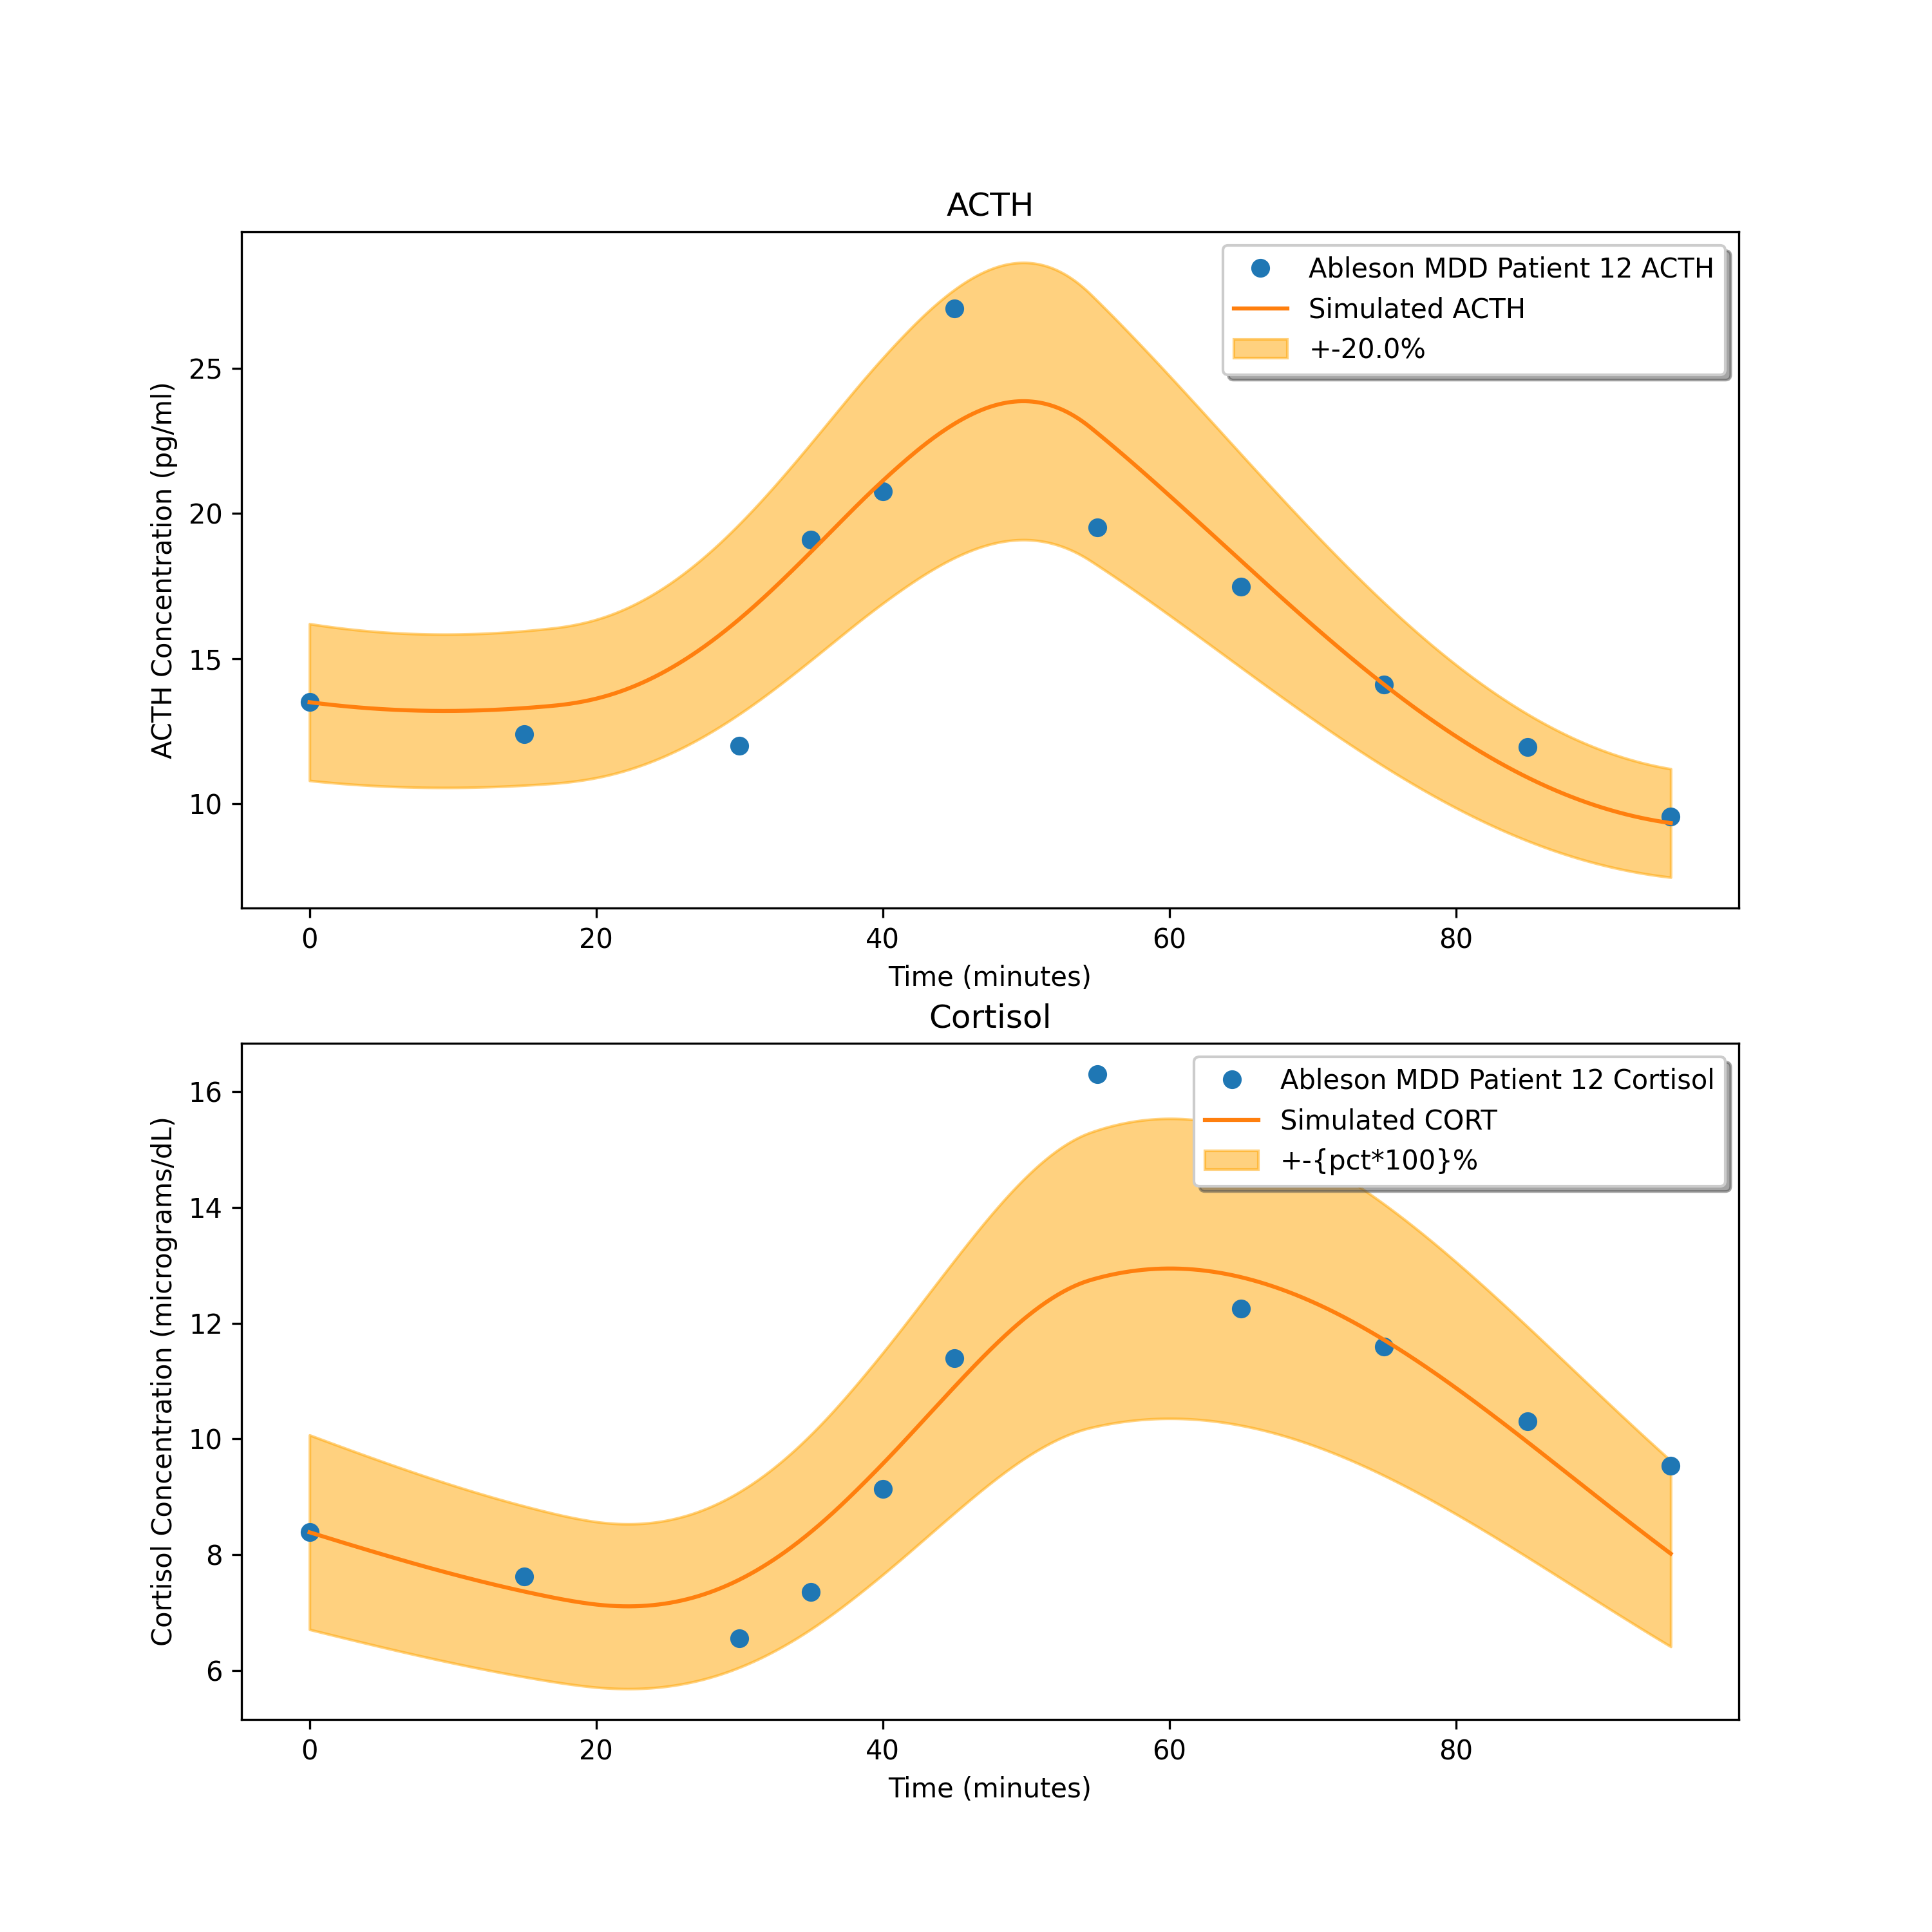 ACTH
Ableson MDD Patient 12 ACTH
Simulated ACTH
+-20.0%
ACTH Concentration (pg/ml)
25
20
15
10
0 20 40 60 80
Time (minutes)
Cortisol
Ableson MDD Patient 12 Cortisol
Simulated CORT
+-{pct*100}%
Cortisol Concentration (micrograms/dL)
16
14
12
10
8
6
0 20 40 60 80
Time (minutes)